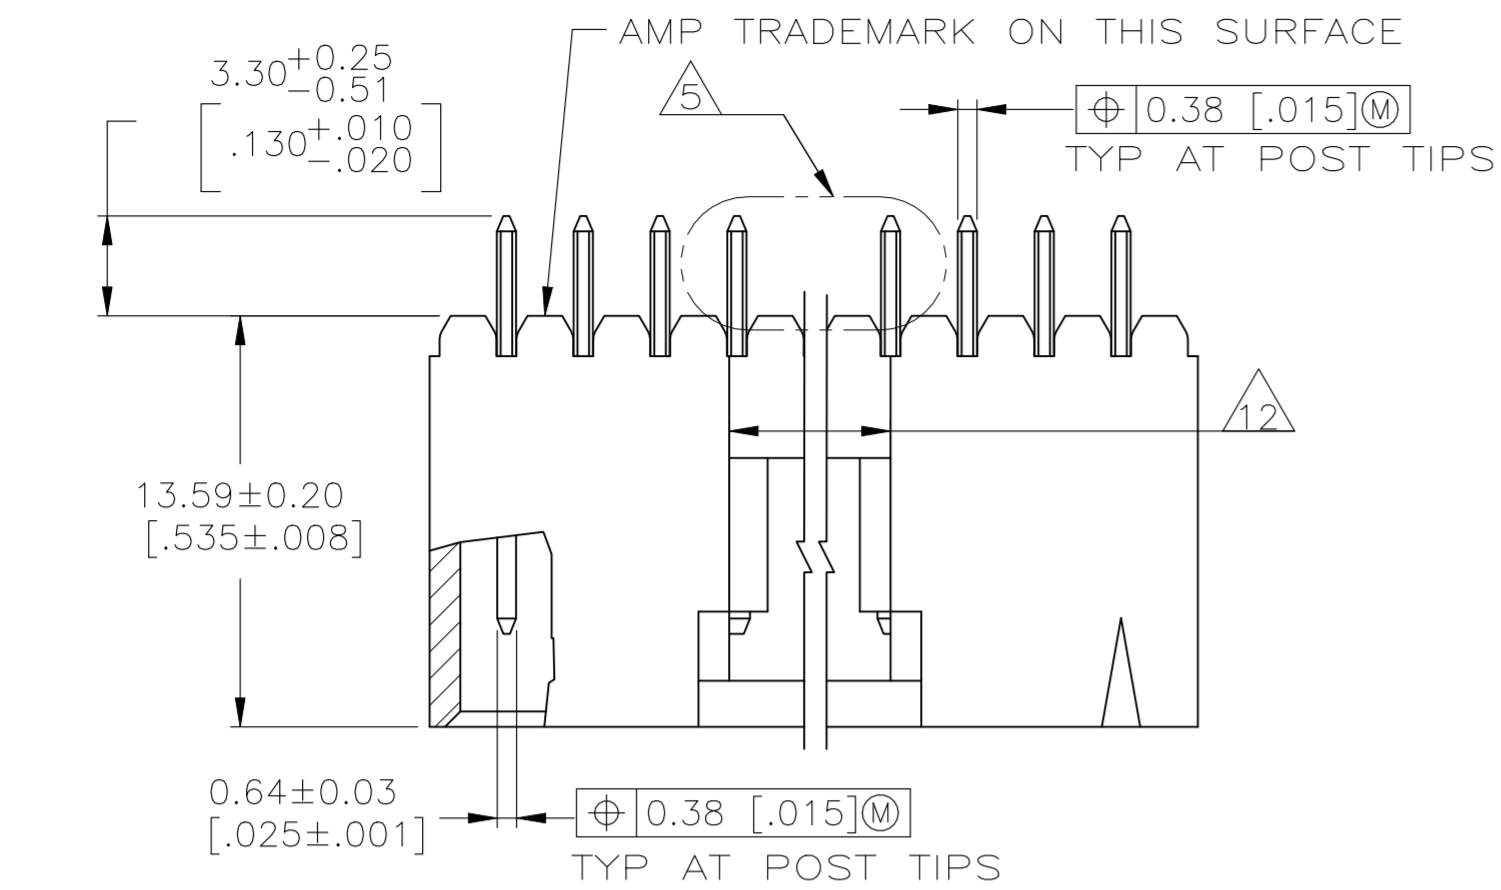 AMP TRADEMARK ON THIS SURFACE
3.30 +0.25
-0.51
[.130 +.010
-.020]
5
⌖ 0.38 [.015]Ⓜ
TYP AT POST TIPS
12
13.59±0.20
[.535±.008]
0.64±0.03
[.025±.001]
⌖ 0.38 [.015]Ⓜ
TYP AT POST TIPS